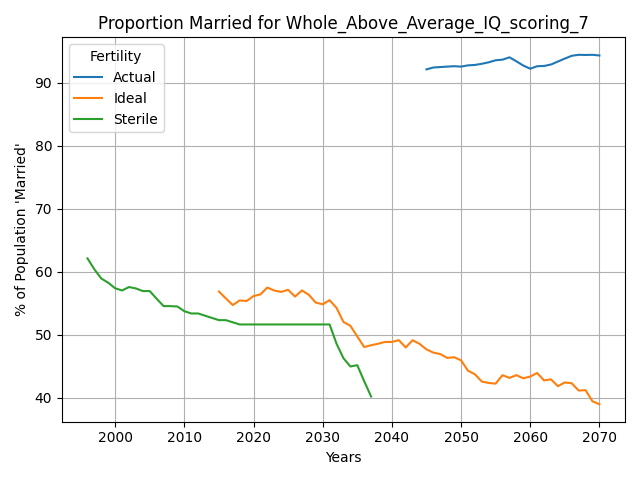 Proportion Married for Whole_Above_Average_IQ_scoring_7
Fertility
Actual
Ideal
Sterile
% of Population 'Married'
90
80
70
60
50
40
2000
2010
2020
2030
2040
2050
2060
2070
Years